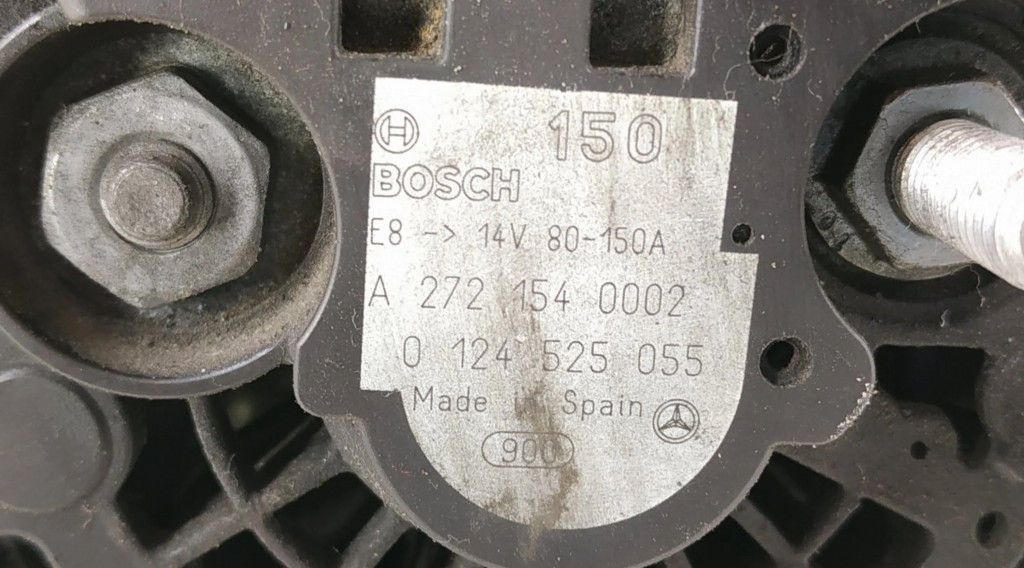 150
BOSCH
E8 -> 14V 80-150A
A 272 154 0002
0 124 525 055
Made in Spain
900